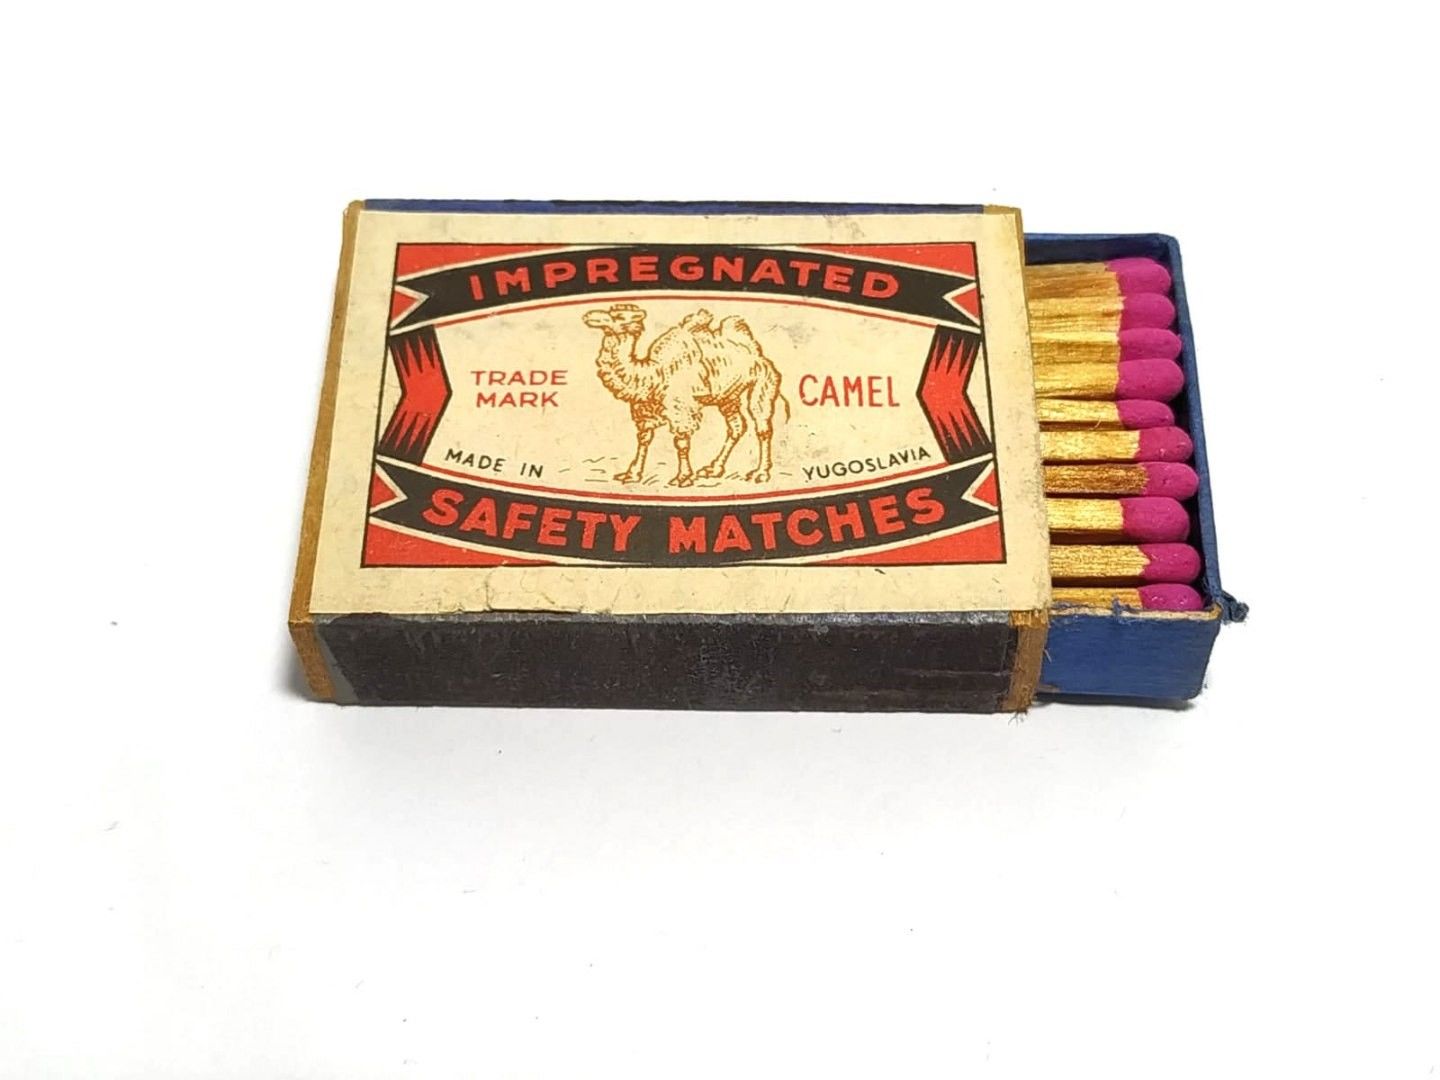 IMPREGNATED
TRADE
MARK
CAMEL
MADE IN YUGOSLAVIA
SAFETY MATCHES